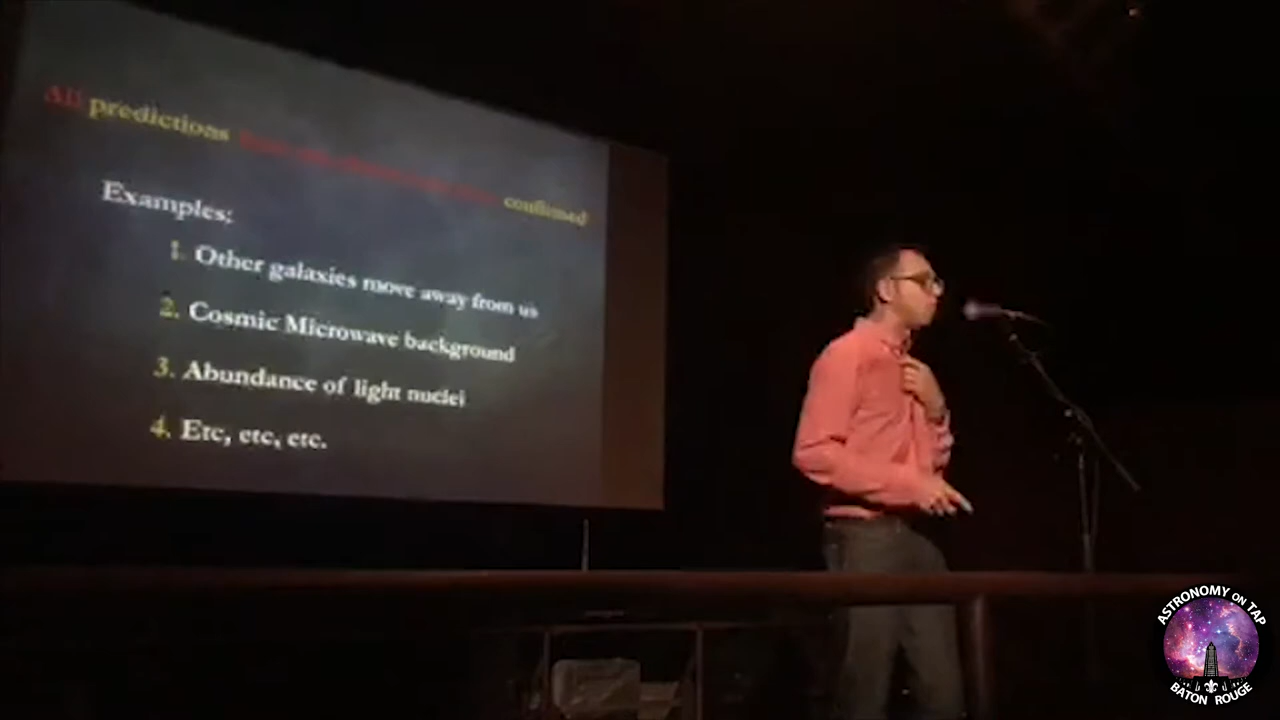 All predictions confirmed
Examples:
1. Other galaxies move away from us
2. Cosmic Microwave background
3. Abundance of light nuclei
4. Etc, etc, etc.
ASTRONOMY ON TAP
BATON ROUGE